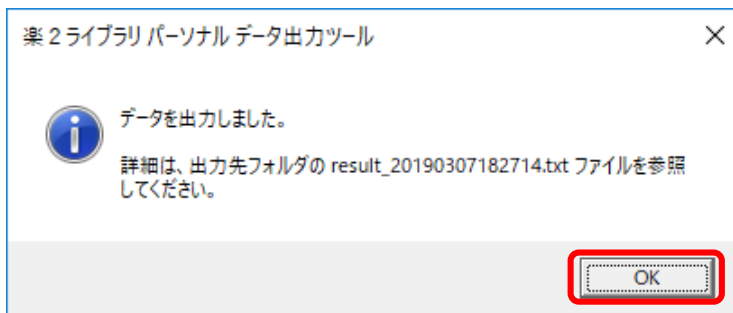 楽２ライブラリ パーソナル データ出力ツール
データを出力しました。
詳細は、出力先フォルダの result_20190307182714.txt ファイルを参照
してください。
OK